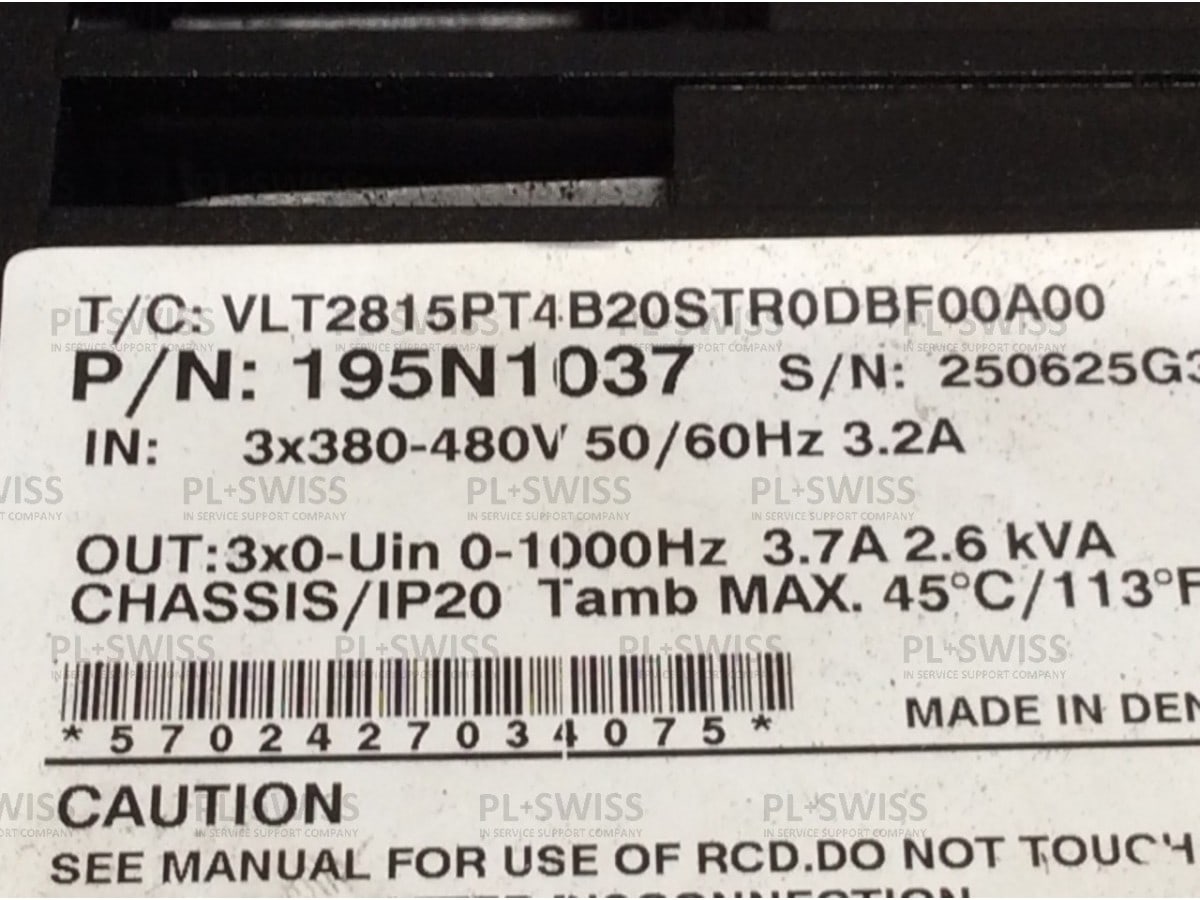 T/C: VLT2815PT4B20STR0DBF00A00
P/N: 195N1037 S/N: 250625G3
IN: 3x380-480V 50/60Hz 3.2A
OUT:3x0-Uin 0-1000Hz 3.7A 2.6 kVA
CHASSIS/IP20 Tamb MAX. 45°C/113°F
*5702427034075*
MADE IN DEN
CAUTION
SEE MANUAL FOR USE OF RCD.DO NOT TOUCH
PL+SWISS
IN SERVICE SUPPORT COMPANY